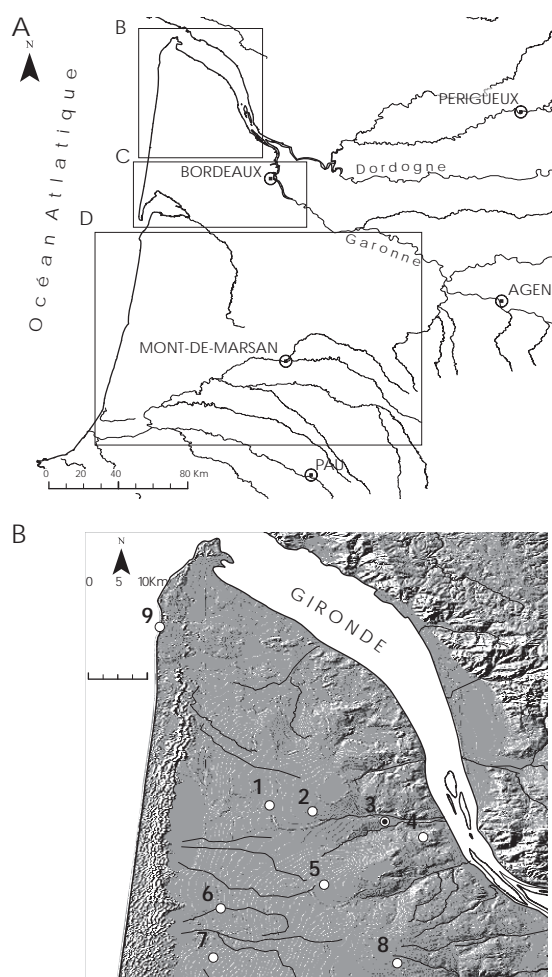 A
N
B
Océan Atlatique
PERIGUEUX
C
BORDEAUX
Dordogne
D
Garonne
AGEN
MONT-DE-MARSAN
PAU
0 20 40 80 Km
B
N
0 5 10Km
GIRONDE
9
1
2
3
4
5
6
7
8